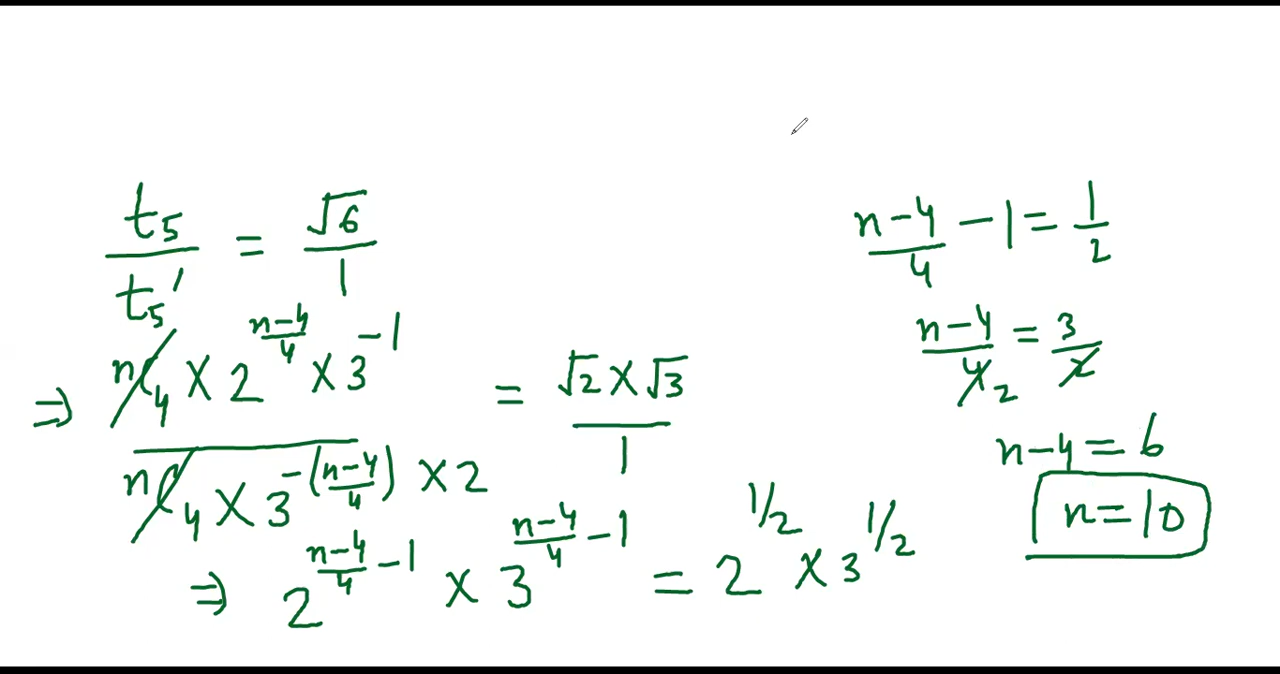 t₅/t₅' = √6/1
⇒ (ⁿC₄ × 2^((n-4)/4) × 3^(-1))/(ⁿC₄ × 3^(-((n-4)/4)) × 2) = (√2 × √3)/1
⇒ 2^((n-4)/4 - 1) × 3^((n-4)/4 - 1) = 2^(1/2) × 3^(1/2)
(n-4)/4 - 1 = 1/2
(n-4)/4 2 = 3/2
n-4 = 6
n = 10